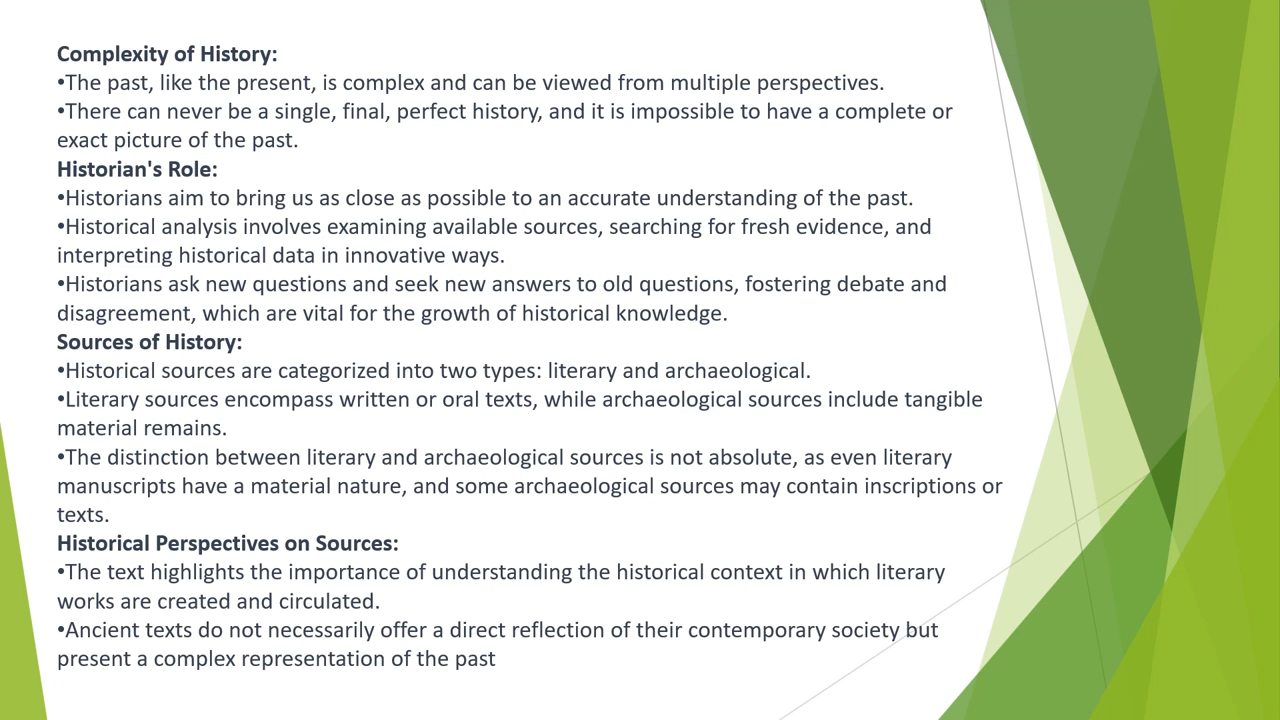 Complexity of History:
•The past, like the present, is complex and can be viewed from multiple perspectives.
•There can never be a single, final, perfect history, and it is impossible to have a complete or
exact picture of the past.
Historian's Role:
•Historians aim to bring us as close as possible to an accurate understanding of the past.
•Historical analysis involves examining available sources, searching for fresh evidence, and
interpreting historical data in innovative ways.
•Historians ask new questions and seek new answers to old questions, fostering debate and
disagreement, which are vital for the growth of historical knowledge.
Sources of History:
•Historical sources are categorized into two types: literary and archaeological.
•Literary sources encompass written or oral texts, while archaeological sources include tangible
material remains.
•The distinction between literary and archaeological sources is not absolute, as even literary
manuscripts have a material nature, and some archaeological sources may contain inscriptions or
texts.
Historical Perspectives on Sources:
•The text highlights the importance of understanding the historical context in which literary
works are created and circulated.
•Ancient texts do not necessarily offer a direct reflection of their contemporary society but
present a complex representation of the past